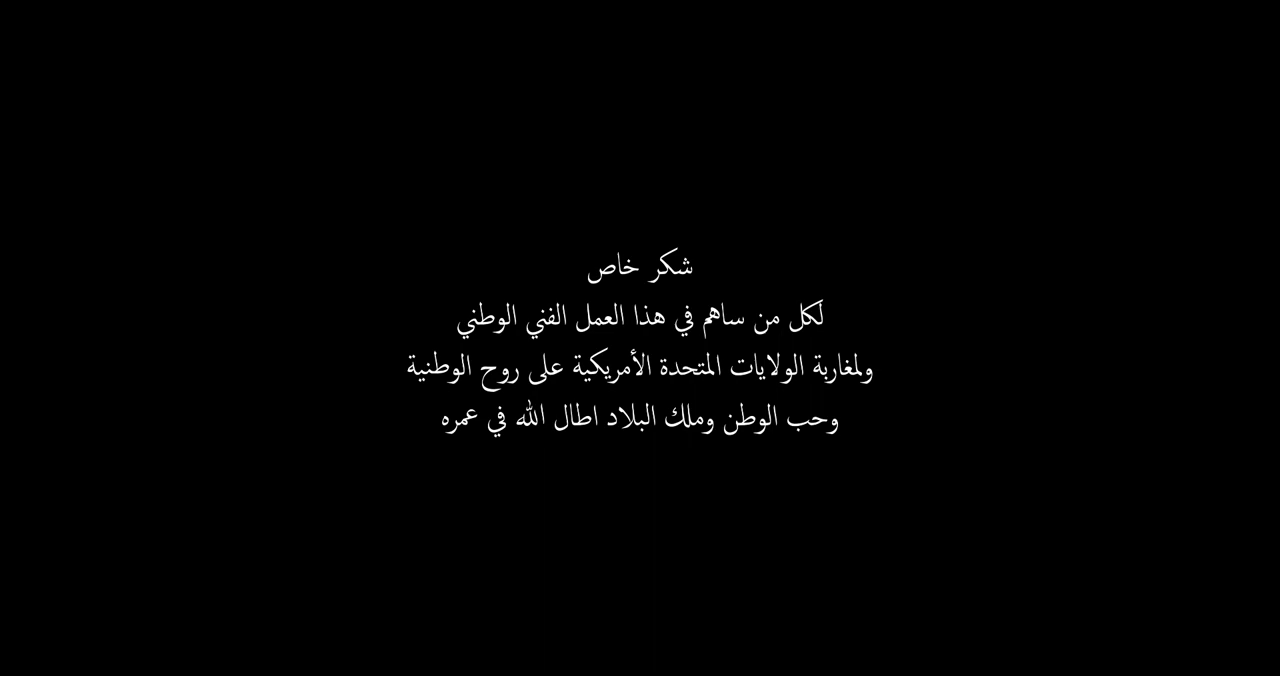 شكر خاص
لكل من ساهم في هذا العمل الفني الوطني
ولمغاربة الولايات المتحدة الأمريكية على روح الوطنية
وحب الوطن وملك البلاد اطال الله في عمره